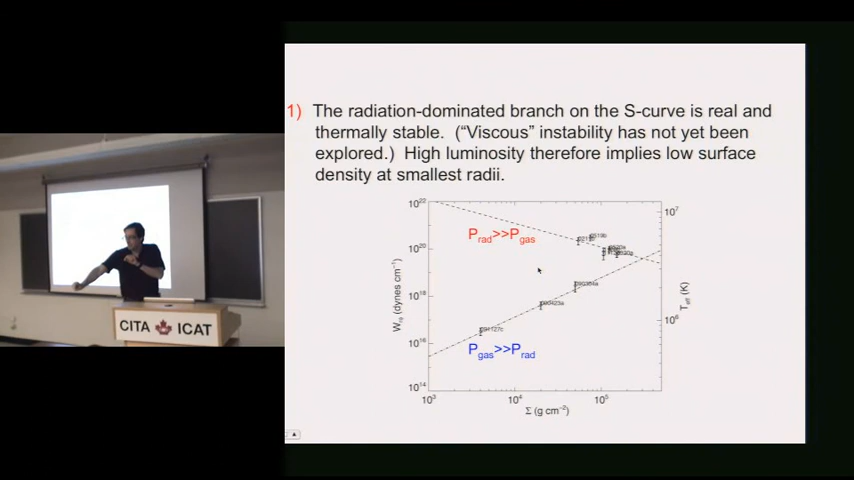 1) The radiation-dominated branch on the S-curve is real and
thermally stable. ("Viscous" instability has not yet been
explored.) High luminosity therefore implies low surface
density at smallest radii.
10²²
10²⁰
10¹⁸
10¹⁶
10¹⁴
W_rφ (dynes cm⁻¹)
P_rad>>P_gas
P_gas>>P_rad
10⁷
10⁶
T_eff (K)
10³
10⁴
10⁵
Σ (g cm⁻²)
CITA ICAT